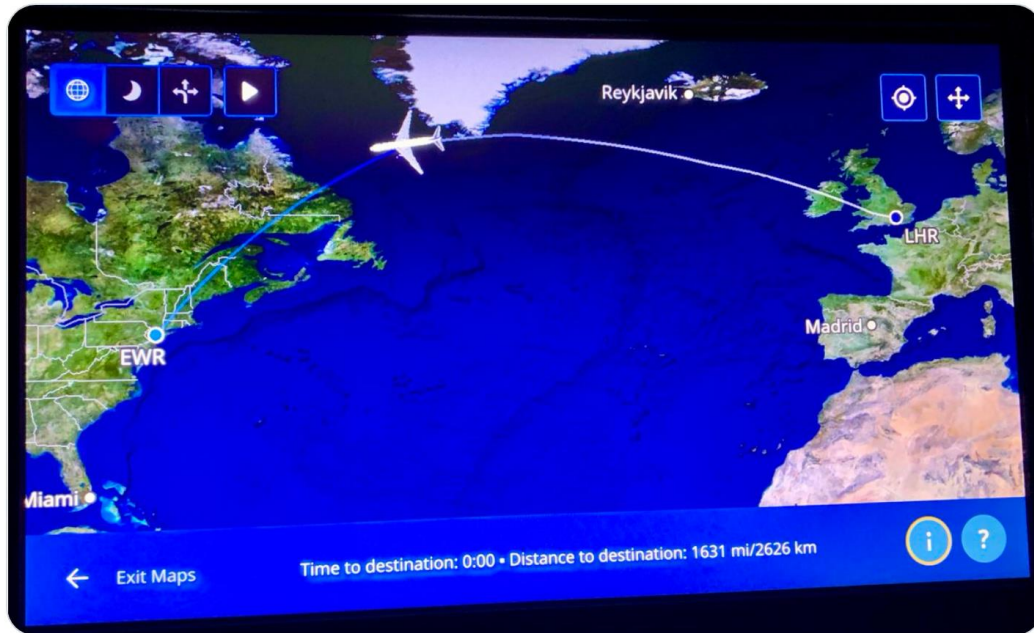 Reykjavik
LHR
Madrid
EWR
Miami
Exit Maps
Time to destination: 0:00 • Distance to destination: 1631 mi/2626 km
i
?